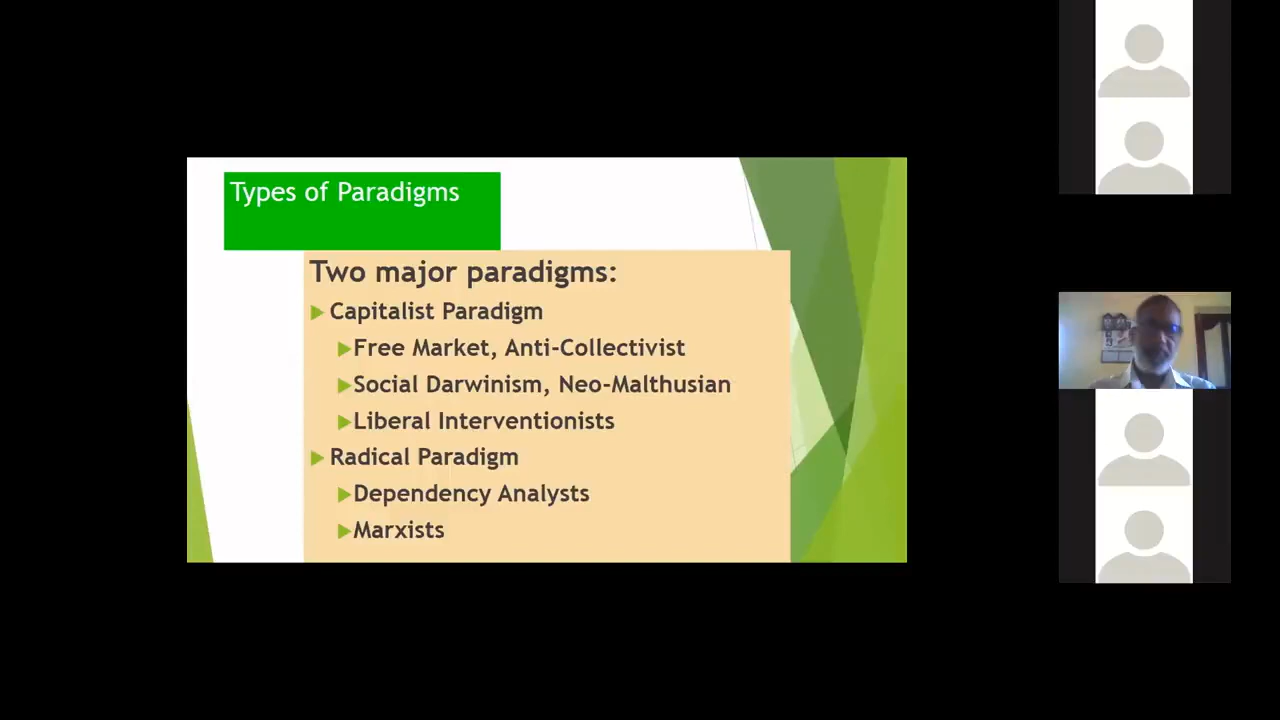 Types of Paradigms
Two major paradigms:
Capitalist Paradigm
Free Market, Anti-Collectivist
Social Darwinism, Neo-Malthusian
Liberal Interventionists
Radical Paradigm
Dependency Analysts
Marxists